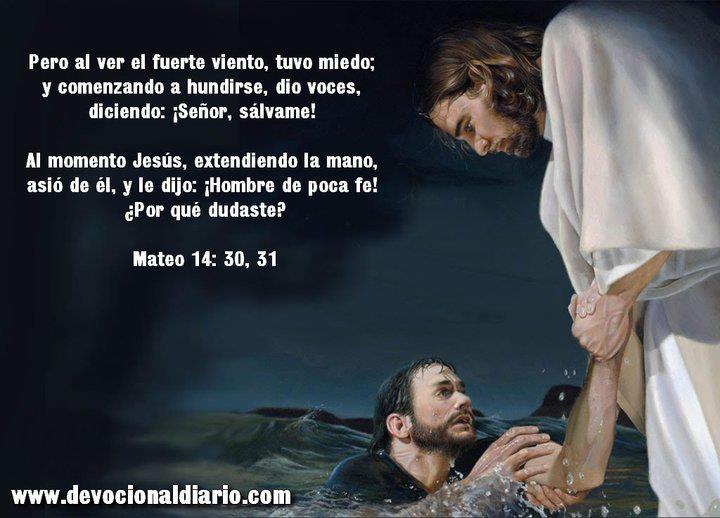 Pero al ver el fuerte viento, tuvo miedo;
y comenzando a hundirse, dio voces,
diciendo: ¡Señor, sálvame!
Al momento Jesús, extendiendo la mano,
asió de él, y le dijo: ¡Hombre de poca fe!
¿Por qué dudaste?
Mateo 14: 30, 31
www.devocionaldiario.com